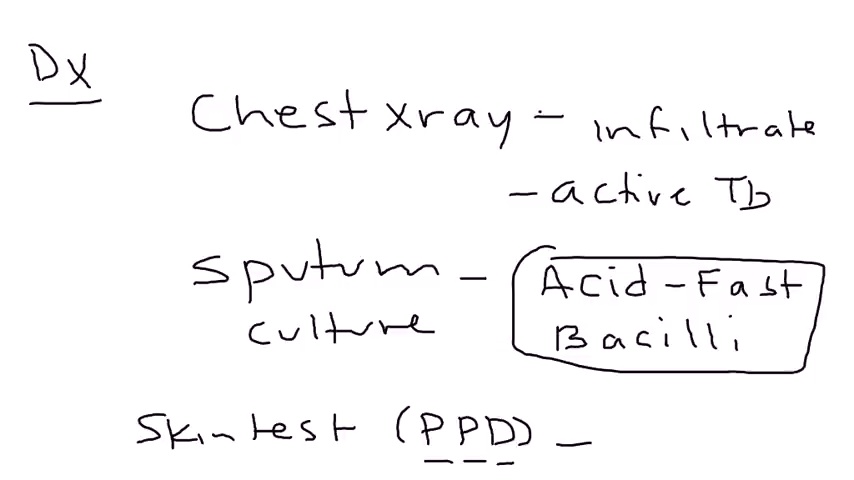 Dx
Chest xray - infiltrate
- active Tb
Sputum - Acid-Fast
culture Bacilli
Skin test (PPD) -